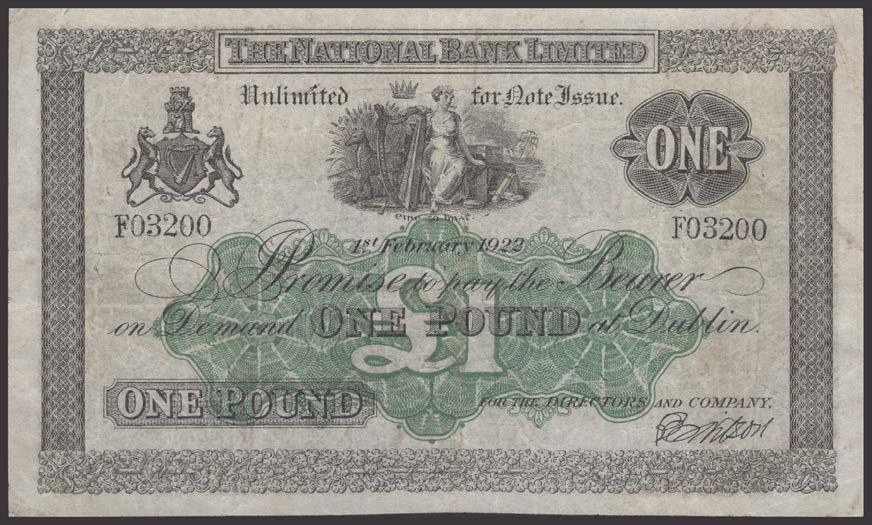 THE NATIONAL BANK LIMITED
Unlimited for Note Issue.
ONE
F03200 F03200
1st February 1922
I Promise to pay the Bearer
on Demand ONE POUND at Dublin.
£1
ONE POUND
FOR THE DIRECTORS AND COMPANY,